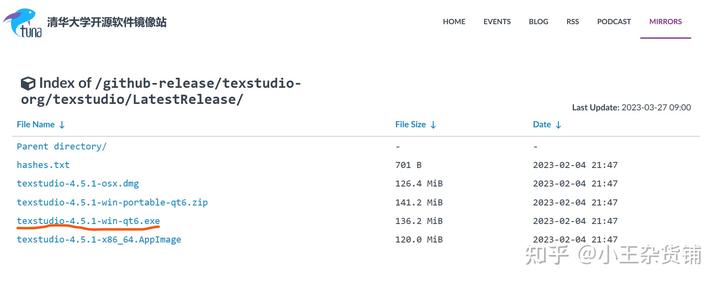 tuna
清华大学开源软件镜像站
HOME EVENTS BLOG RSS PODCAST MIRRORS
Index of /github-release/texstudio-
org/texstudio/LatestRelease/
Last Update: 2023-03-27 09:00
File Name ↓ File Size ↓ Date ↓
Parent directory/ - -
hashes.txt 701 B 2023-02-04 21:47
texstudio-4.5.1-osx.dmg 126.4 MiB 2023-02-04 21:47
texstudio-4.5.1-win-portable-qt6.zip 141.2 MiB 2023-02-04 21:47
texstudio-4.5.1-win-qt6.exe 136.2 MiB 2023-02-04 21:47
texstudio-4.5.1-x86_64.AppImage 120.0 MiB 2023-02-04 21:47
知乎 @小王杂货铺